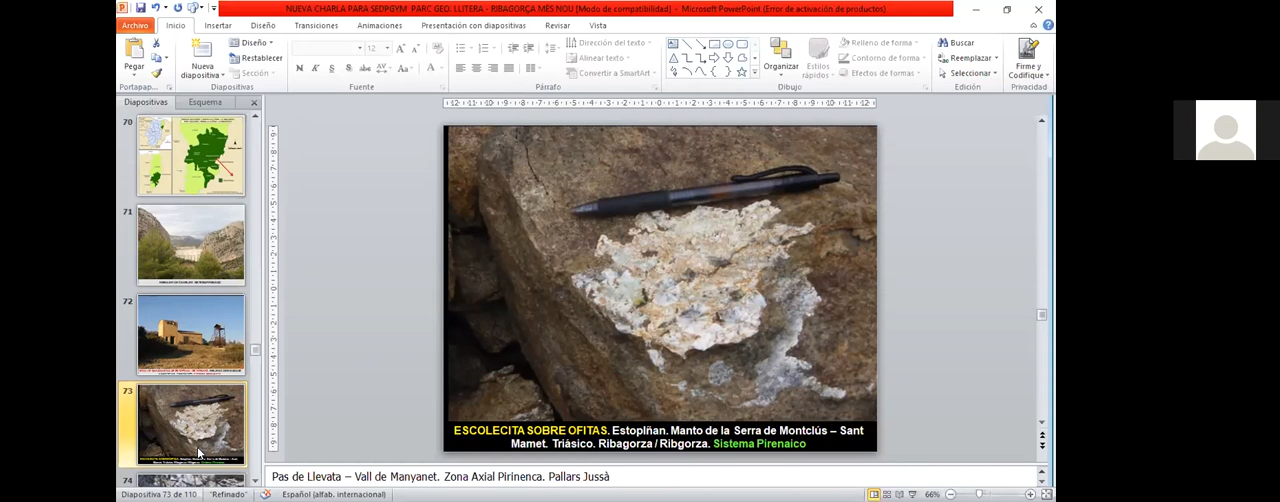 NUEVA CHARLA PARA SEDPGYM PARC GEO. LLITERA - RIBAGORÇA MÉS NOU [Modo de compatibilidad] - Microsoft PowerPoint (Error de activación de productos)
Archivo Inicio Insertar Diseño Transiciones Animaciones Presentación con diapositivas Revisar Vista
Pegar
Nueva diapositiva
Diseño
Restablecer
Sección
12
Dirección del texto
Alinear texto
Convertir a SmartArt
Organizar
Estilos rápidos
Relleno de forma
Contorno de forma
Efectos de formas
Buscar
Reemplazar
Seleccionar
Firme y Codifique
Portapap...
Diapositivas
Fuente
Párrafo
Dibujo
Edición
Privacidad
Diapositivas Esquema
70
71
72
73
74
ESCOLECITA SOBRE OFITAS. Estoplñan. Manto de la Serra de Montclús – Sant
Mamet. Triásico. Ribagorza / Ribgorza. Sistema Pirenaico
Pas de Llevata – Vall de Manyanet. Zona Axial Pirinenca. Pallars Jussà
Diapositiva 73 de 110 "Refinado" Español (alfab. internacional) 66%